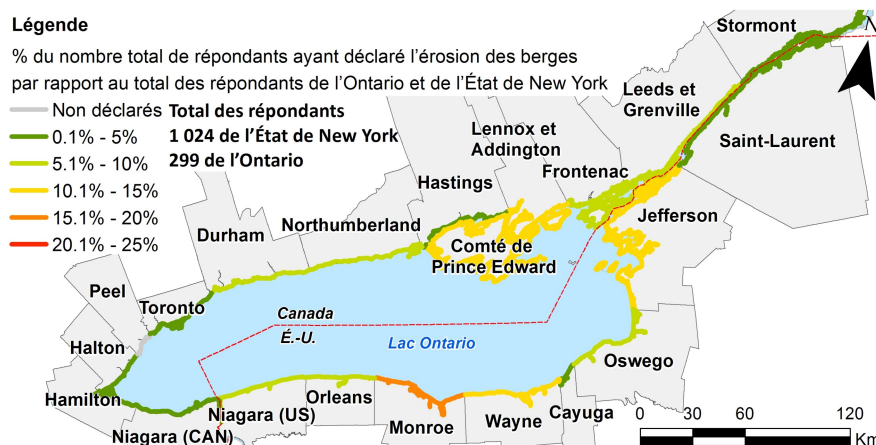 Légende
% du nombre total de répondants ayant déclaré l'érosion des berges
par rapport au total des répondants de l'Ontario et de l'État de New York
Non déclarés
0.1% - 5%
5.1% - 10%
10.1% - 15%
15.1% - 20%
20.1% - 25%
Total des répondants
1 024 de l'État de New York
299 de l'Ontario
Stormont
N
Leeds et
Grenville
Saint-Laurent
Lennox et
Addington
Frontenac
Hastings
Jefferson
Northumberland
Durham
Comté de
Prince Edward
Peel
Toronto
Canada
É.-U.
Lac Ontario
Halton
Oswego
Hamilton
Niagara (US)
Orleans
Monroe
Wayne
Cayuga
Niagara (CAN)
0 30 60 120
Km